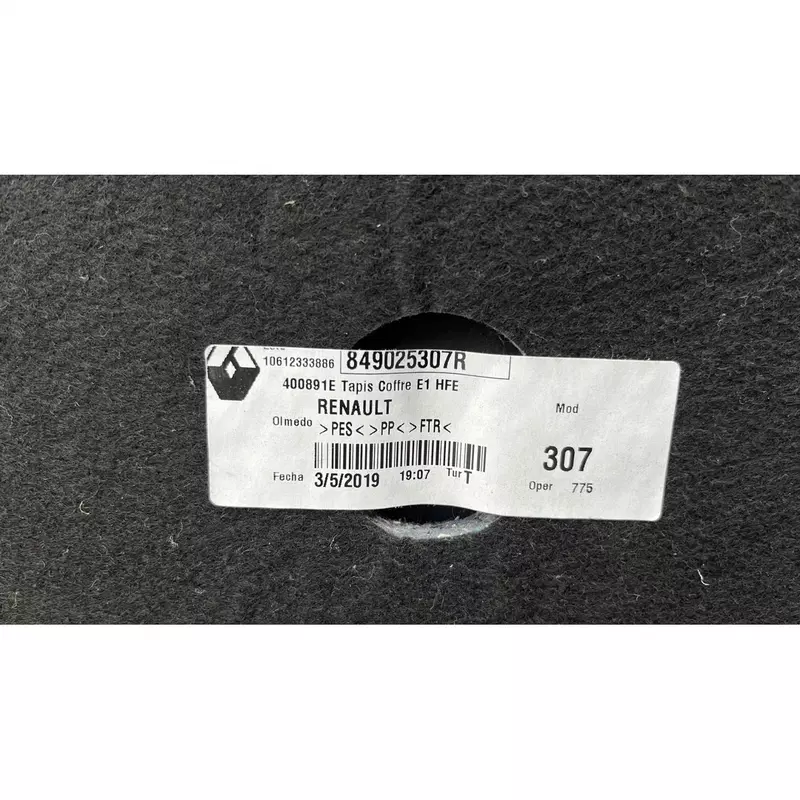 10612333886 849025307R
400891E Tapis Coffre E1 HFE
RENAULT Mod
Olmedo >PES< >PP< >FTR<
307
Fecha 3/5/2019 19:07 Tur T
Oper 775